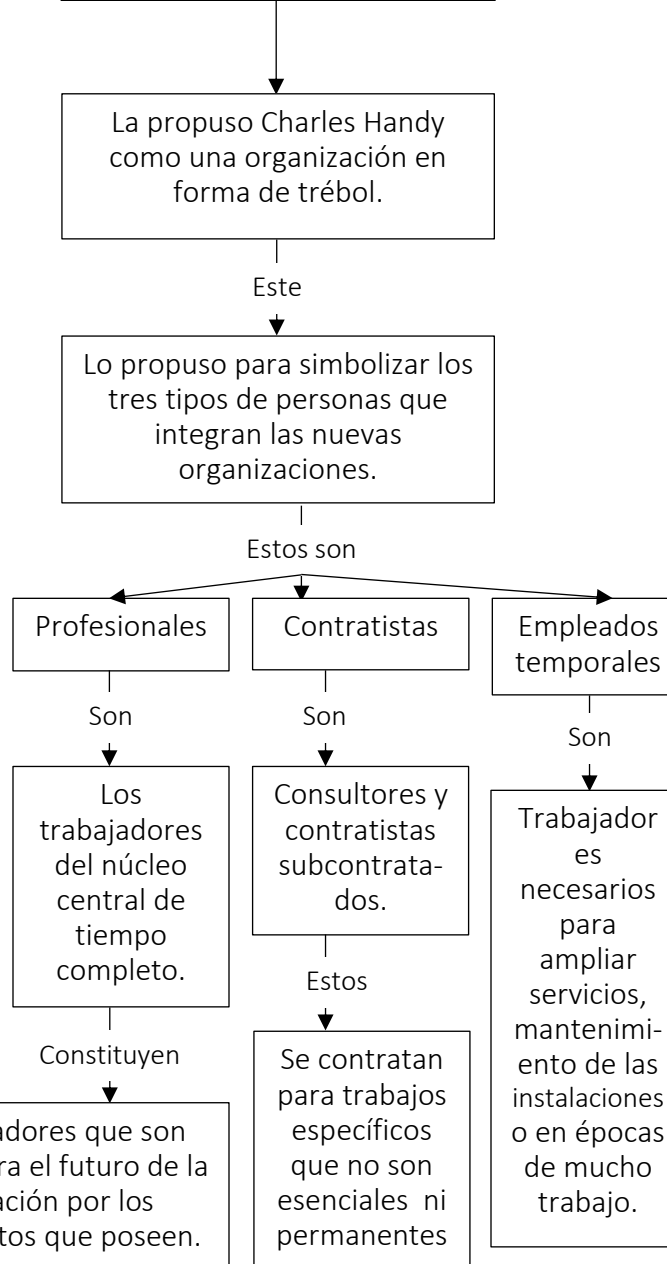 La propuso Charles Handy
como una organización en
forma de trébol.
Este
Lo propuso para simbolizar los
tres tipos de personas que
integran las nuevas
organizaciones.
Estos son
Profesionales
Son
Los
trabajadores
del núcleo
central de
tiempo
completo.
Constituyen
que son
el futuro de la
por los
que poseen.
Contratistas
Son
Consultores y
contratistas
subcontrata-
dos.
Estos
Se contratan
para trabajos
específicos
que no son
esenciales ni
permanentes
Empleados
temporales
Son
Trabajador
es
necesarios
para
ampliar
servicios,
mantenimi-
ento de las
instalaciones
o en épocas
de mucho
trabajo.